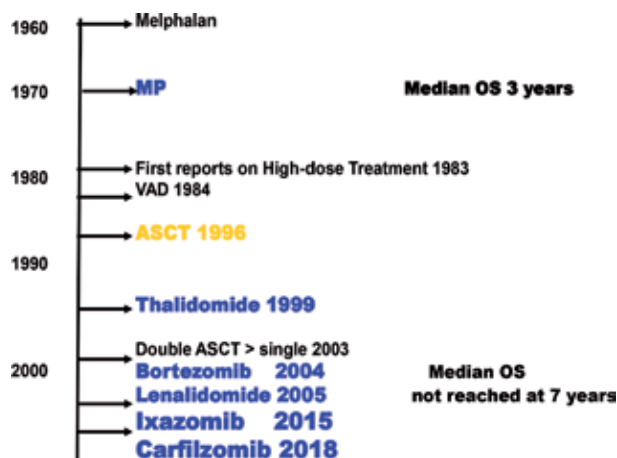 1960
Melphalan
1970
MP
Median OS 3 years
First reports on High-dose Treatment 1983
1980
VAD 1984
ASCT 1996
1990
Thalidomide 1999
Double ASCT > single 2003
2000
Bortezomib 2004
Median OS
Lenalidomide 2005
not reached at 7 years
Ixazomib 2015
Carfilzomib 2018